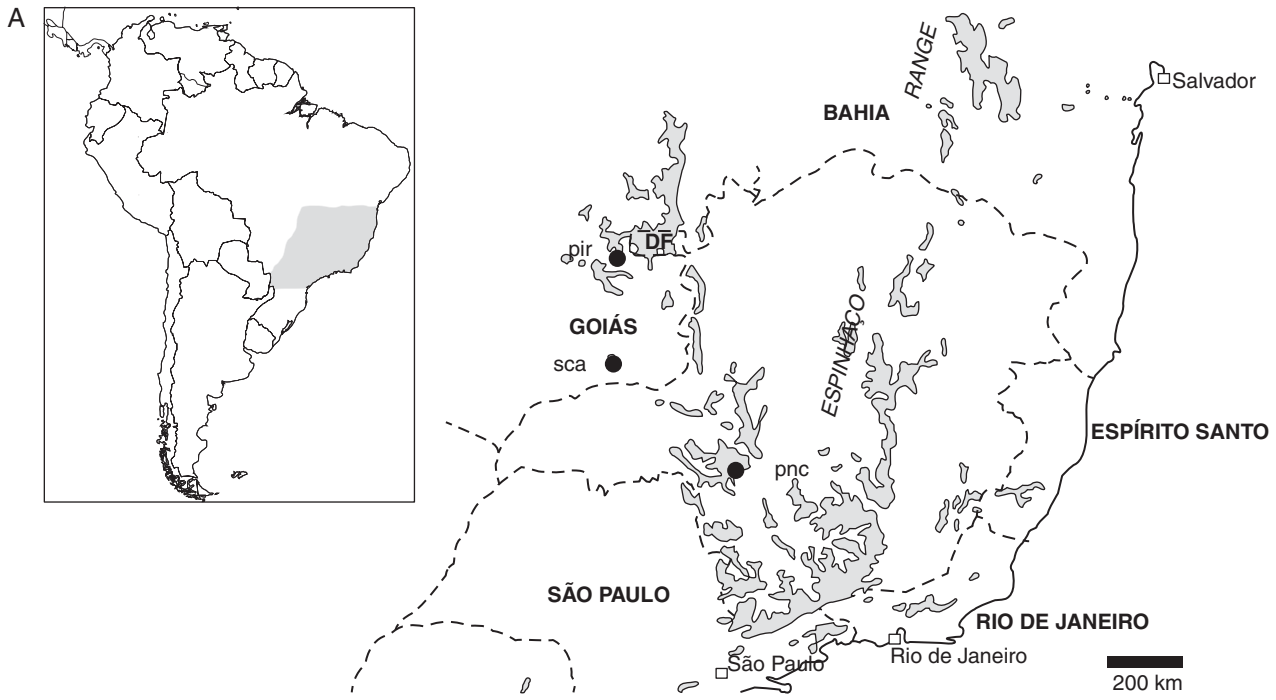 A
RANGE
Salvador
BAHIA
DF
pir
GOIÁS
sca
ESPINHAÇO
ESPÍRITO SANTO
pnc
SÃO PAULO
RIO DE JANEIRO
Rio de Janeiro
São Paulo
200 km